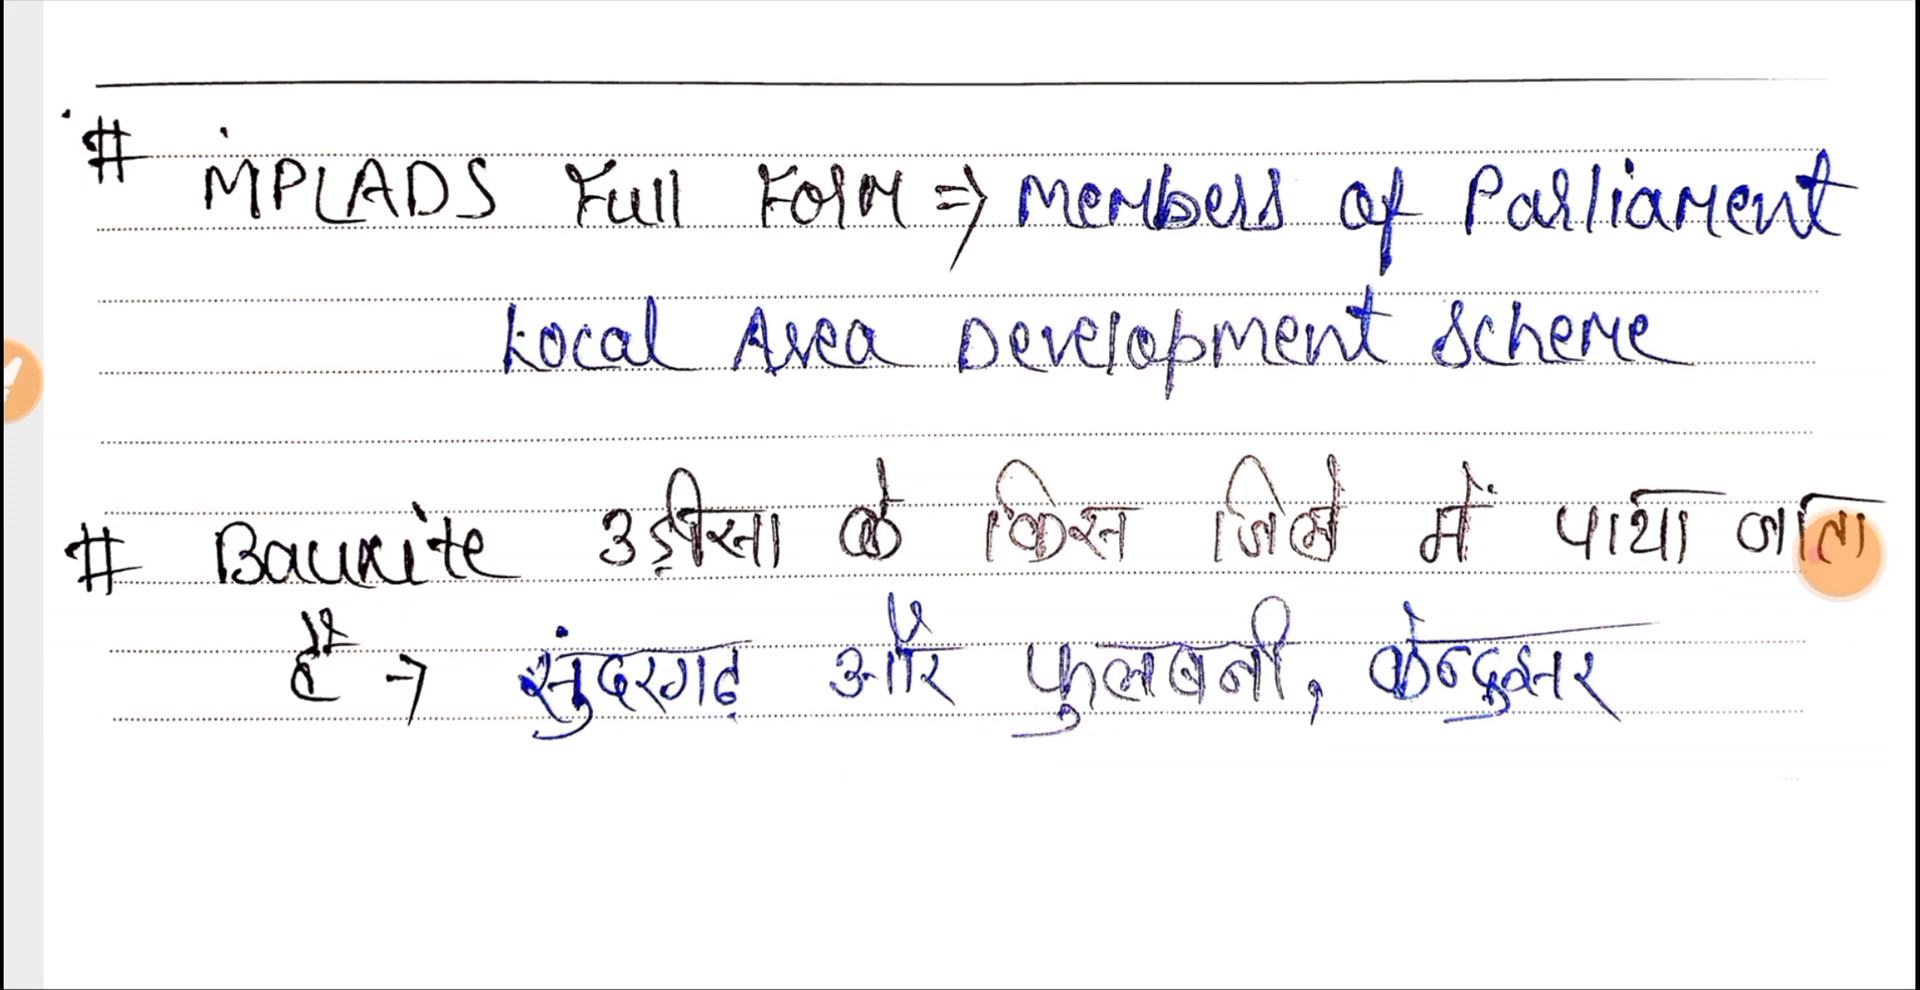 # MPLADS Full Form ⇒ Members of Parliament
Local Area Development Scheme
# Bauxite उड़ीसा के किस जिले में पाया जाता
है → सुंदरगढ़ और फुलबनी, केन्दुझर